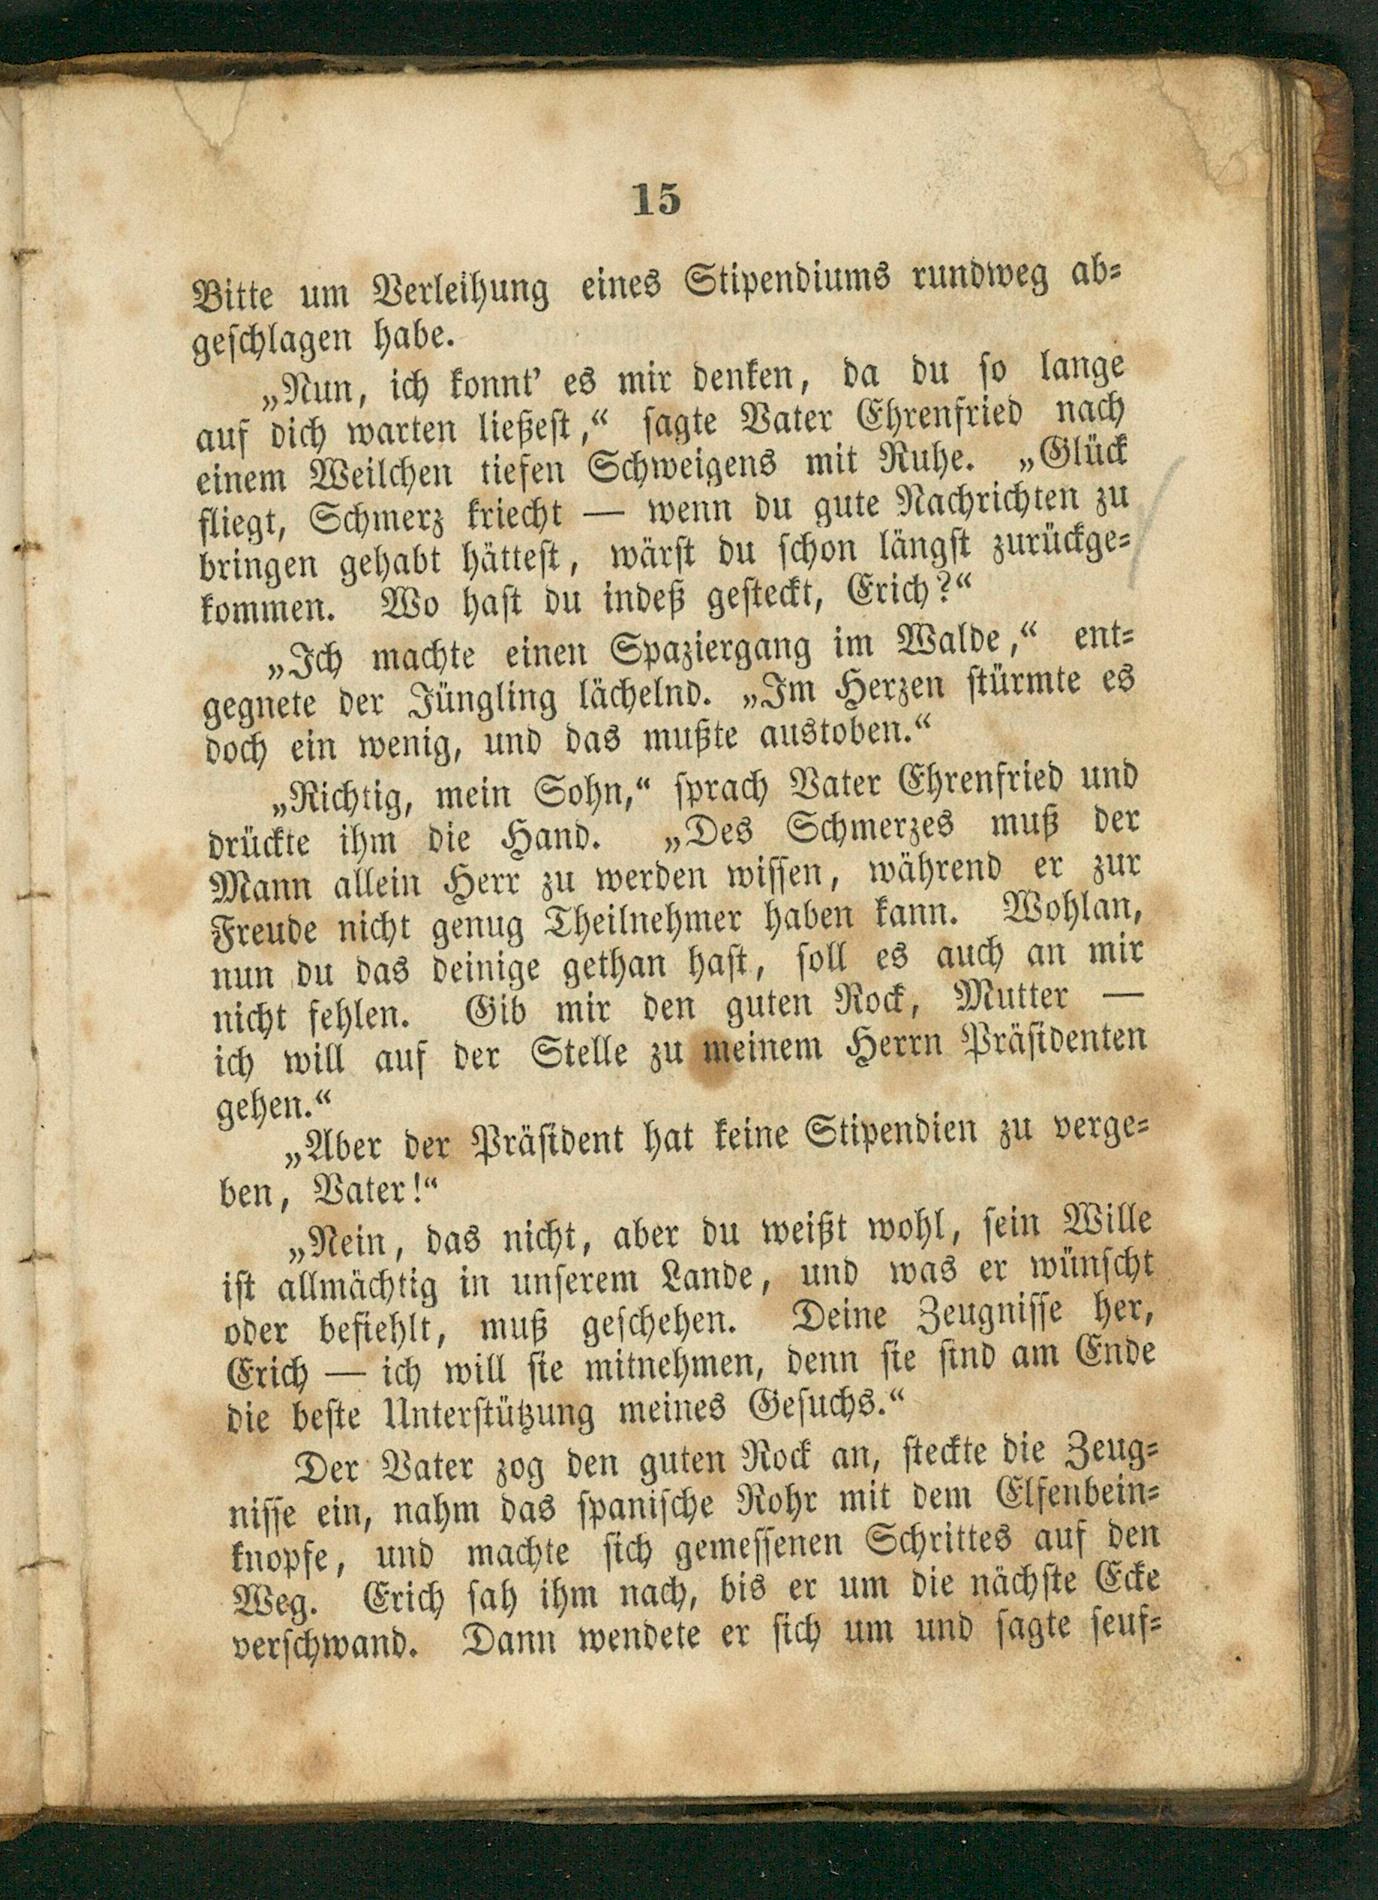 15
Bitte um Verleihung eines Stipendiums rundweg ab-
geschlagen habe.
„Nun, ich konnt' es mir denken, da du so lange
auf dich warten ließest,“ sagte Vater Ehrenfried nach
einem Weilchen tiefen Schweigens mit Ruhe. „Glück
fliegt, Schmerz kriecht — wenn du gute Nachrichten zu
bringen gehabt hättest, wärst du schon längst zurückge-
kommen. Wo hast du indeß gesteckt, Erich?“
„Ich machte einen Spaziergang im Walde,“ ent-
gegnete der Jüngling lächelnd. „Im Herzen stürmte es
doch ein wenig, und das mußte austoben.“
„Richtig, mein Sohn,“ sprach Vater Ehrenfried und
drückte ihm die Hand. „Des Schmerzes muß der
Mann allein Herr zu werden wissen, während er zur
Freude nicht genug Theilnehmer haben kann. Wohlan,
nun du das deinige gethan hast, soll es auch an mir
nicht fehlen. Gib mir den guten Rock, Mutter —
ich will auf der Stelle zu meinem Herrn Präsidenten
gehen.“
„Aber der Präsident hat keine Stipendien zu verge-
ben, Vater!“
„Nein, das nicht, aber du weißt wohl, sein Wille
ist allmächtig in unserem Lande, und was er wünscht
oder befiehlt, muß geschehen. Deine Zeugnisse her,
Erich — ich will sie mitnehmen, denn sie sind am Ende
die beste Unterstützung meines Gesuchs.“
Der Vater zog den guten Rock an, steckte die Zeug-
nisse ein, nahm das spanische Rohr mit dem Elfenbein-
knopfe, und machte sich gemessenen Schrittes auf den
Weg. Erich sah ihm nach, bis er um die nächste Ecke
verschwand. Dann wendete er sich um und sagte seuf-